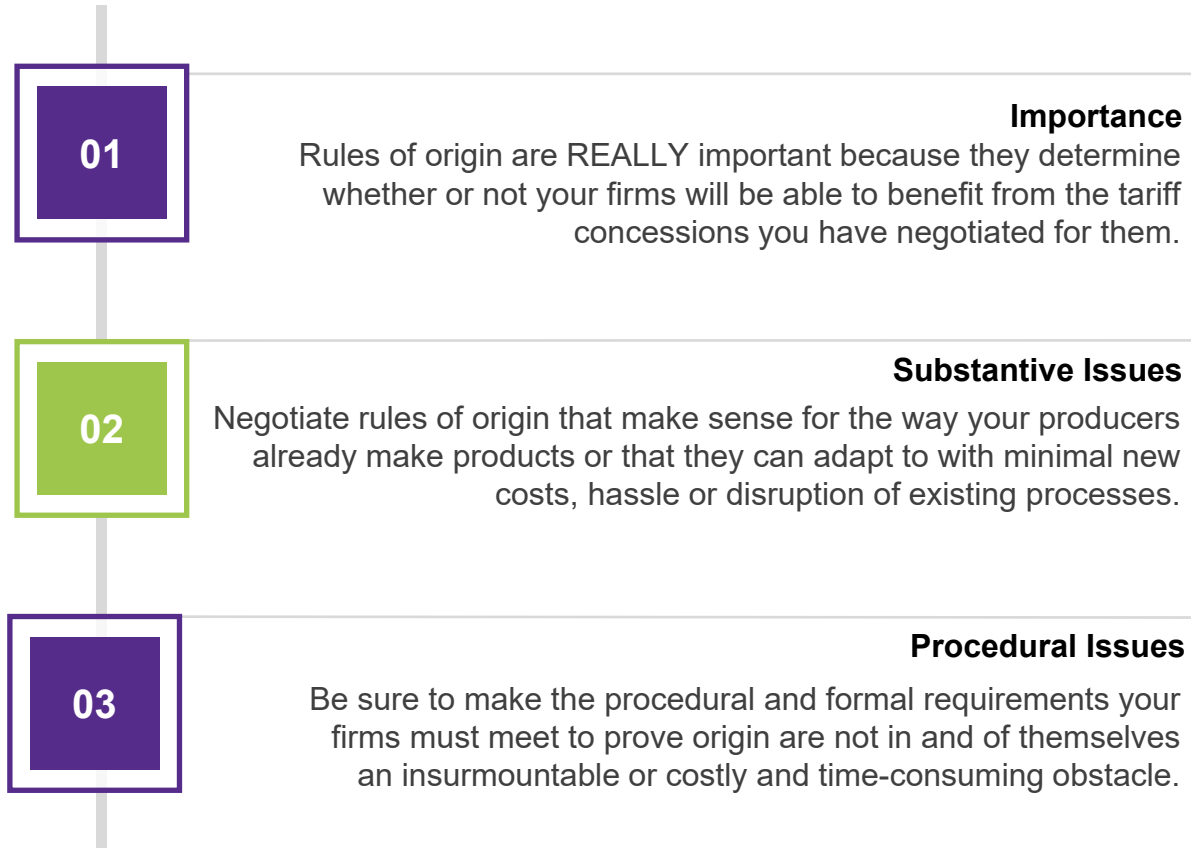 01
Importance
Rules of origin are REALLY important because they determine
whether or not your firms will be able to benefit from the tariff
concessions you have negotiated for them.
02
Substantive Issues
Negotiate rules of origin that make sense for the way your producers
already make products or that they can adapt to with minimal new
costs, hassle or disruption of existing processes.
03
Procedural Issues
Be sure to make the procedural and formal requirements your
firms must meet to prove origin are not in and of themselves
an insurmountable or costly and time-consuming obstacle.